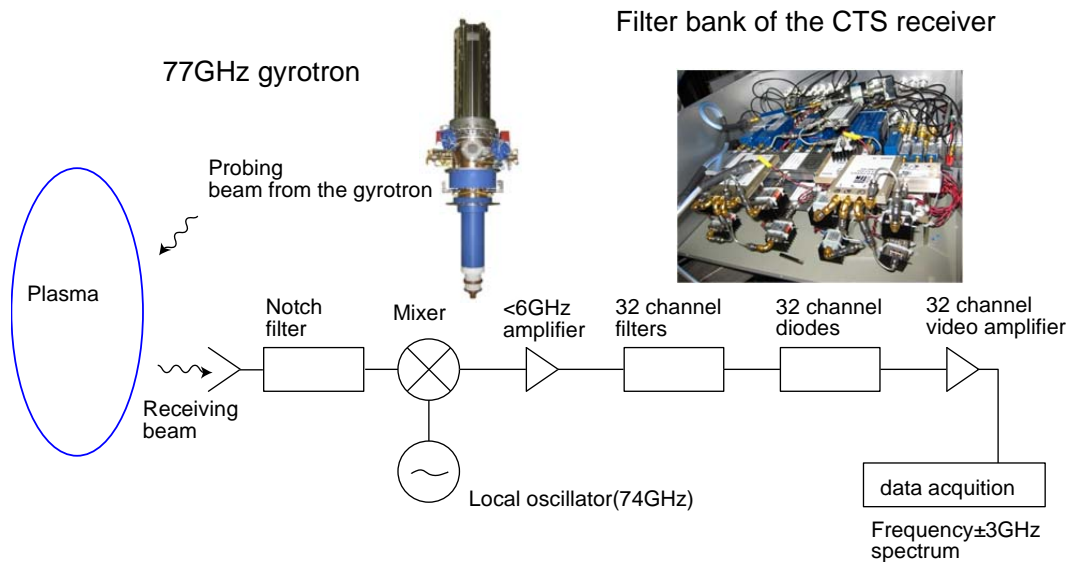 Filter bank of the CTS receiver
77GHz gyrotron
Probing
beam from the gyrotron
Plasma
Notch
filter
Mixer
<6GHz
amplifier
32 channel
filters
32 channel
diodes
32 channel
video amplifier
Receiving
beam
Local oscillator(74GHz)
data acquition
Frequency±3GHz
spectrum